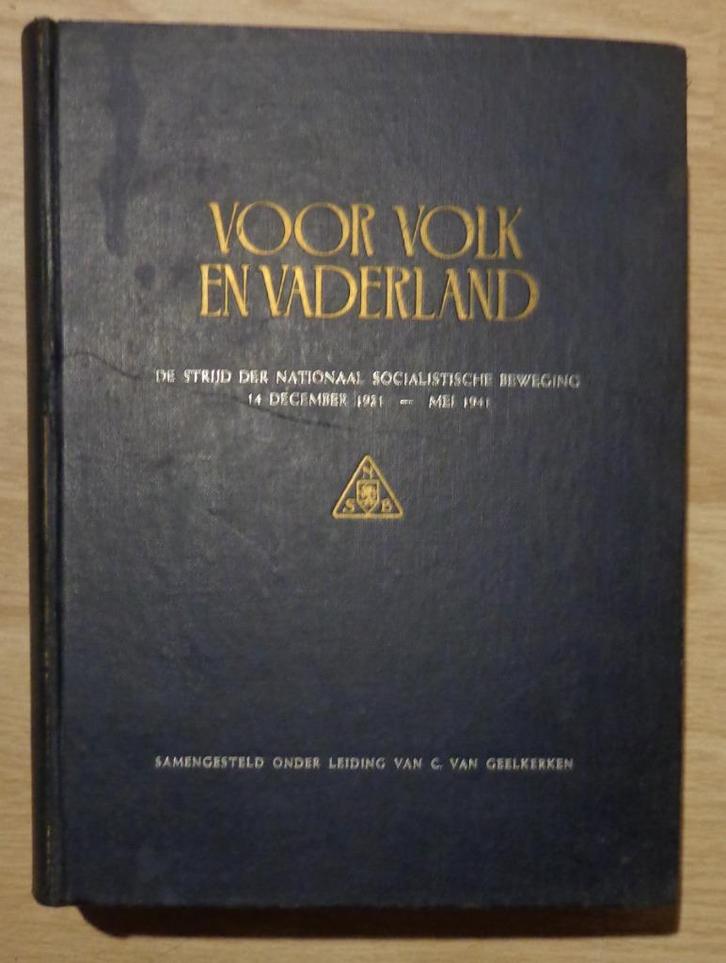 VOOR VOLK
EN VADERLAND
DE STRIJD DER NATIONAAL SOCIALISTISCHE BEWEGING
14 DECEMBER 1931 — MEI 1941
N
S B
SAMENGESTELD ONDER LEIDING VAN C. VAN GEELKERKEN